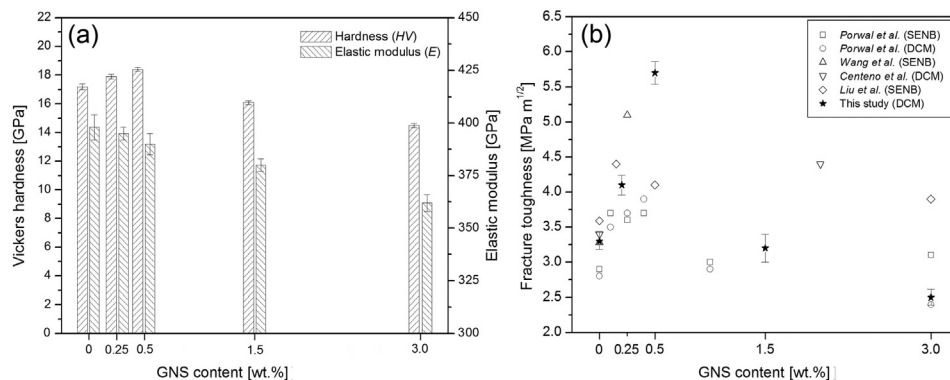 (a)
Hardness (HV)
Elastic modulus (E)
Vickers hardness [GPa]
22
20
18
16
14
12
10
8
6
4
2
0
Elastic modulus [GPa]
450
425
400
375
350
325
300
0 0.25 0.5 1.5 3.0
GNS content [wt.%]
(b)
Porwal et al. (SENB)
Porwal et al. (DCM)
Wang et al. (SENB)
Centeno et al. (DCM)
Liu et al. (SENB)
This study (DCM)
Fracture toughness [MPa m1/2]
6.5
6.0
5.5
5.0
4.5
4.0
3.5
3.0
2.5
2.0
0 0.25 0.5 1.5 3.0
GNS content [wt.%]